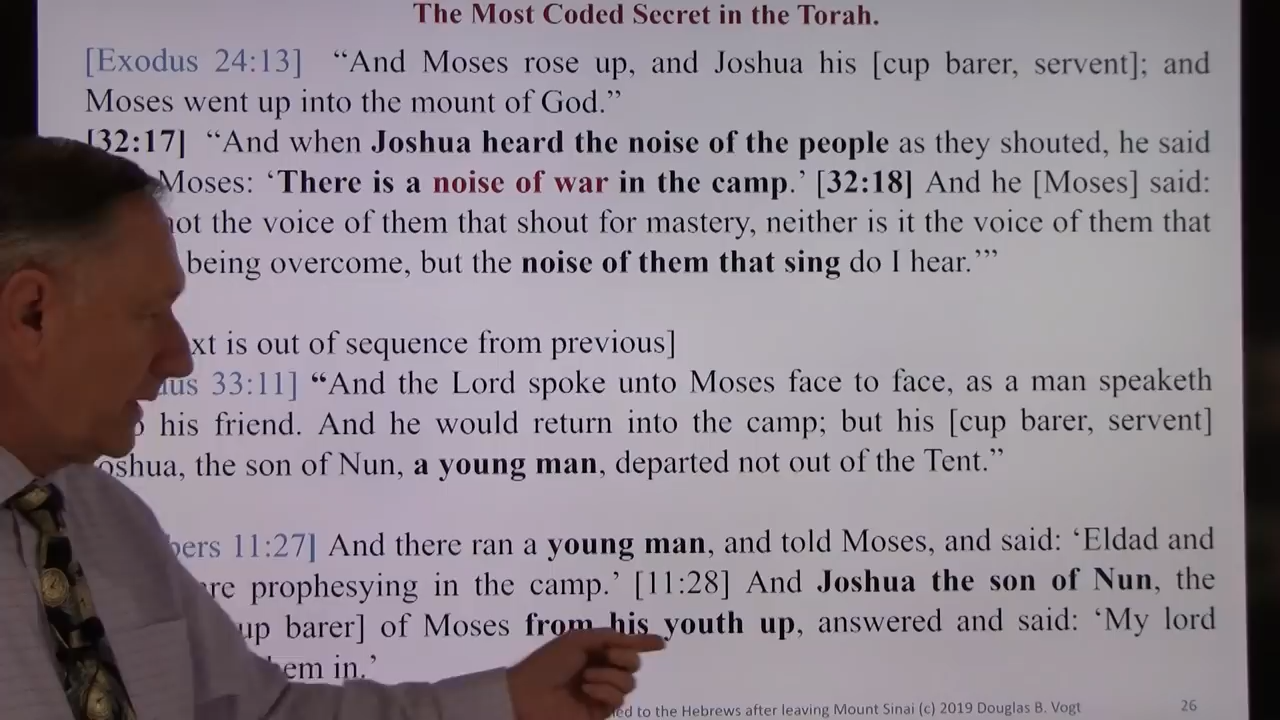 The Most Coded Secret in the Torah.
[Exodus 24:13] “And Moses rose up, and Joshua his [cup barer, servent]; and
Moses went up into the mount of God.”
[32:17] “And when Joshua heard the noise of the people as they shouted, he said
Moses: ‘There is a noise of war in the camp.’ [32:18] And he [Moses] said:
not the voice of them that shout for mastery, neither is it the voice of them that
being overcome, but the noise of them that sing do I hear.’”
is out of sequence from previous]
33:11] “And the Lord spoke unto Moses face to face, as a man speaketh
his friend. And he would return into the camp; but his [cup barer, servent]
the son of Nun, a young man, departed not out of the Tent.”
11:27] And there ran a young man, and told Moses, and said: ‘Eldad and
prophesying in the camp.’ [11:28] And Joshua the son of Nun, the
barer] of Moses from his youth up, answered and said: ‘My lord
in.’
to the Hebrews after leaving Mount Sinai (c) 2019 Douglas B. Vogt
26